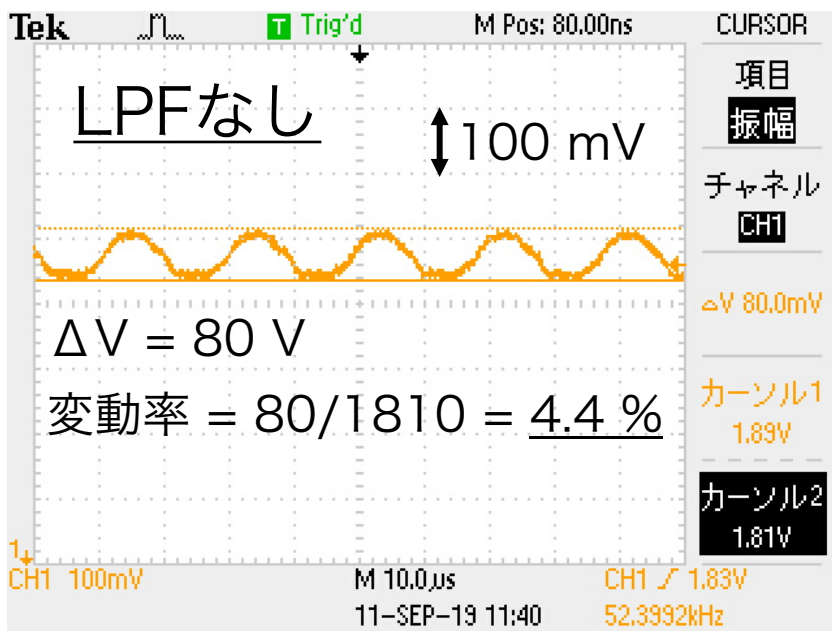 Tek T Trig'd M Pos: 80.00ns CURSOR
項目
振幅
LPFなし
100 mV
チャネル
CH1
△V 80.0mV
ΔV = 80 V
変動率 = 80/1810 = 4.4 %
カーソル1
1.89V
カーソル2
1.81V
1
CH1 100mV M 10.0µs CH1 1.83V
11-SEP-19 11:40 52.3992kHz